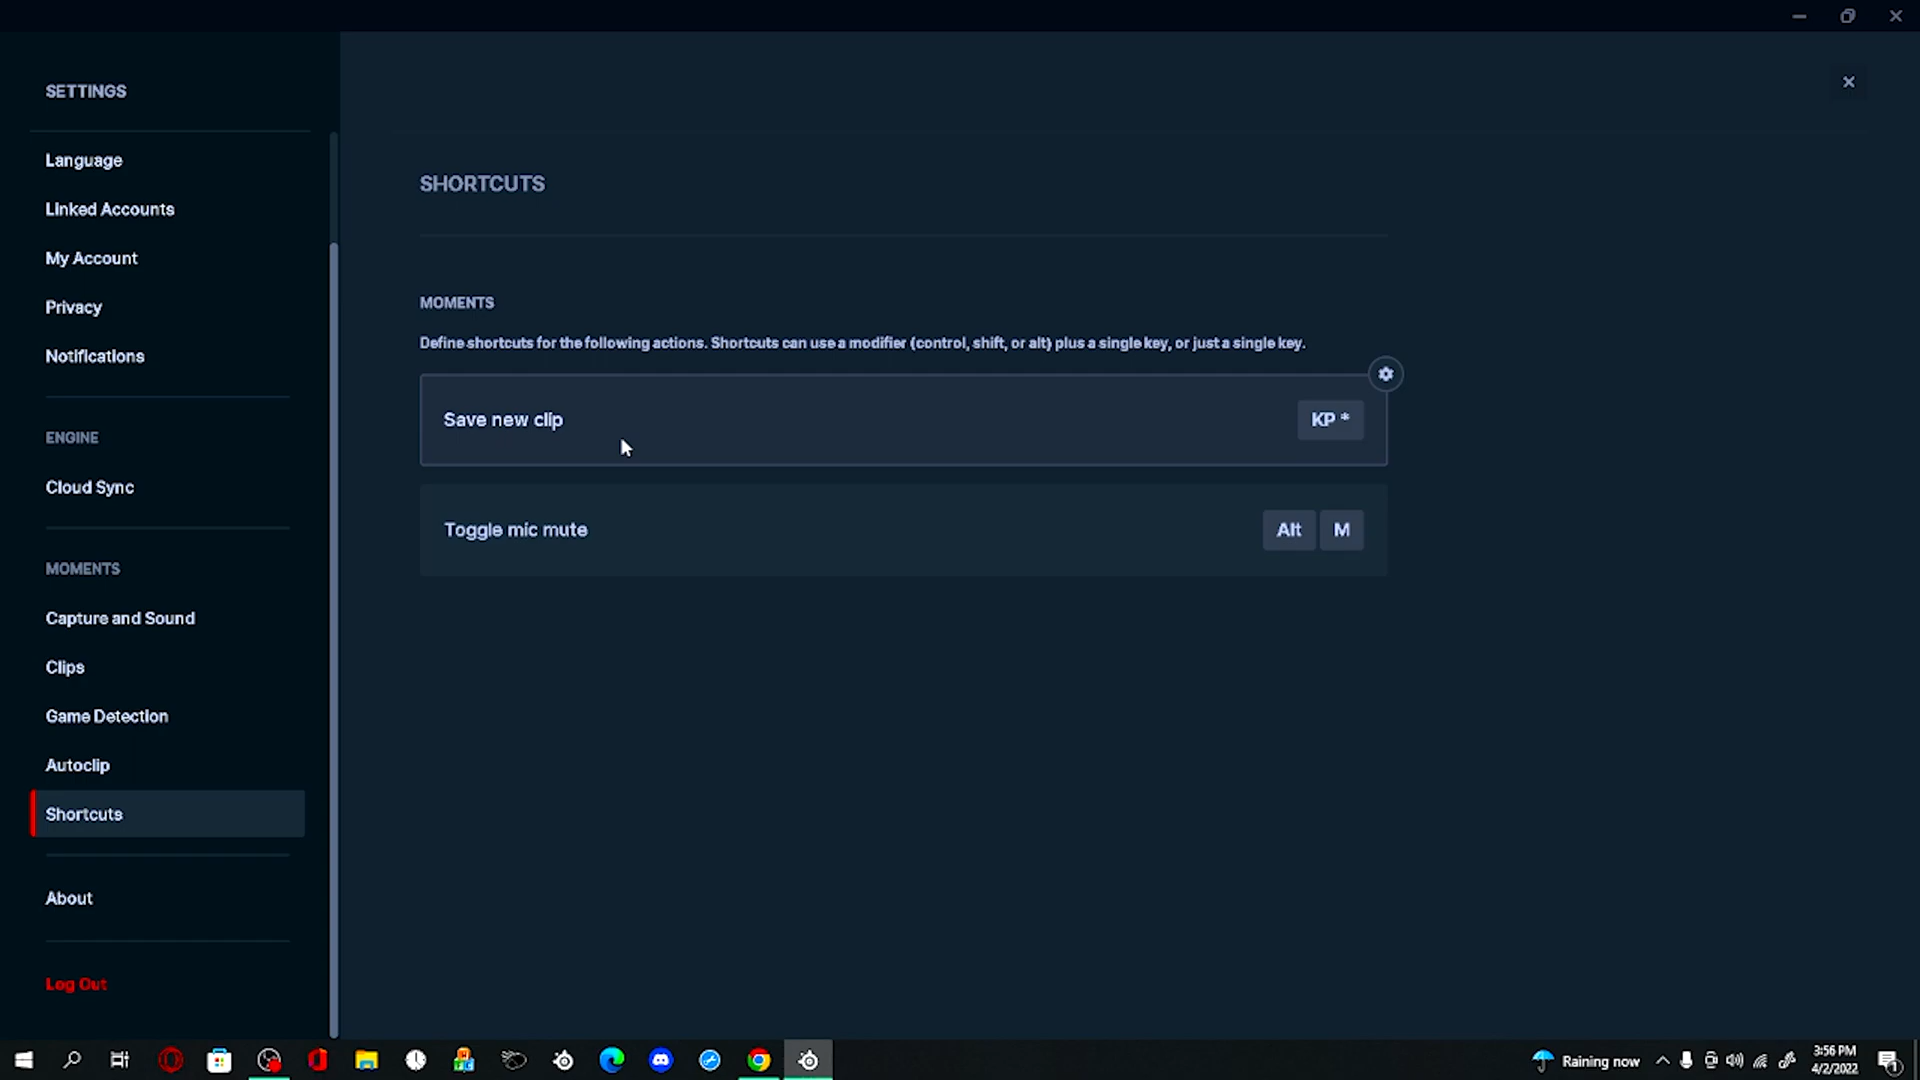 SETTINGS
Language
Linked Accounts
My Account
Privacy
Notifications
ENGINE
Cloud Sync
MOMENTS
Capture and Sound
Clips
Game Detection
Autoclip
Shortcuts
About
Log Out
SHORTCUTS
MOMENTS
Define shortcuts for the following actions. Shortcuts can use a modifier (control, shift, or alt) plus a single key, or just a single key.
Save new clip KP *
Toggle mic mute Alt M
Raining now
3:56 PM
4/2/2022
1